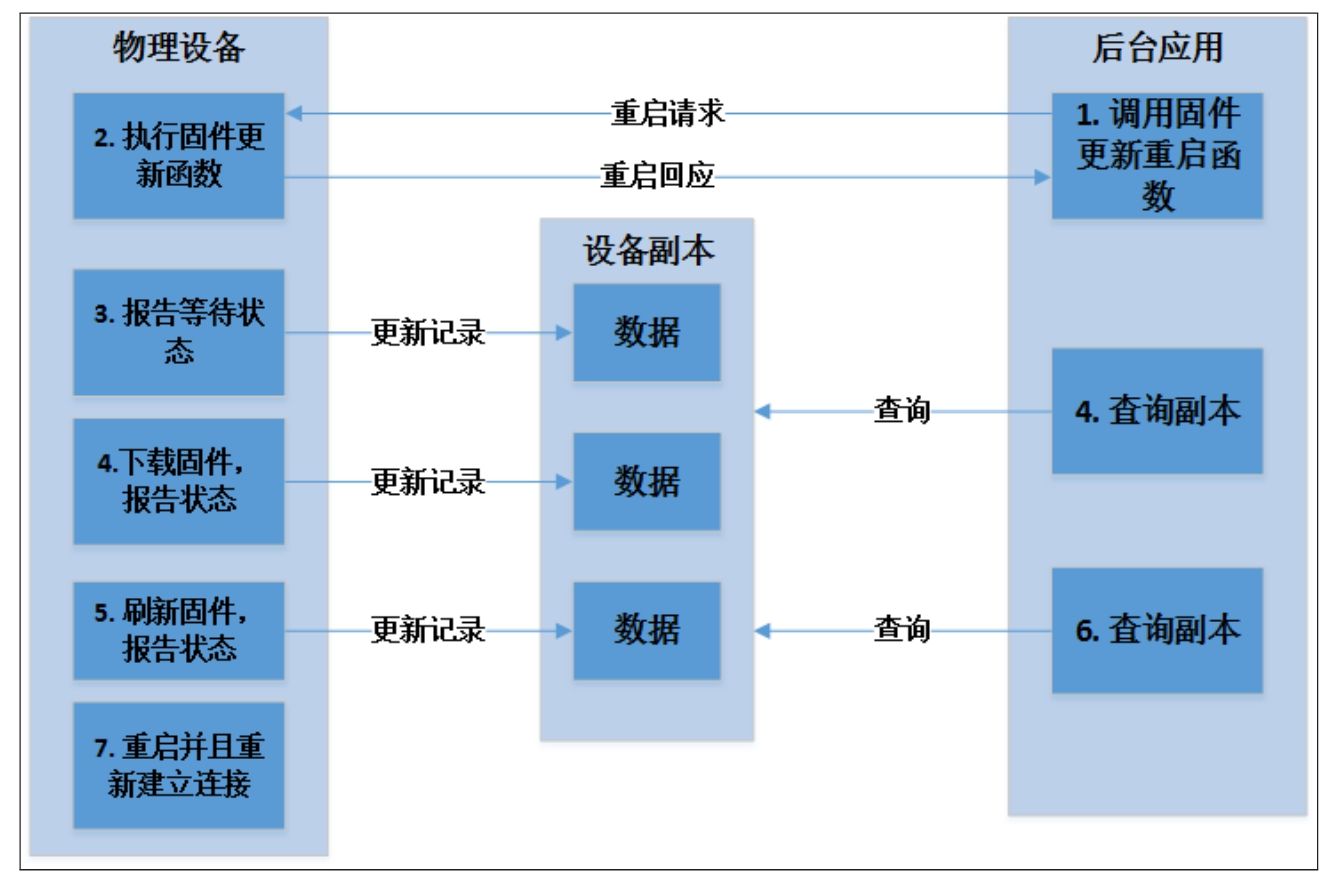 物理设备
后台应用
2. 执行固件更
新函数
重启请求
重启回应
1. 调用固件
更新重启函
数
设备副本
3. 报告等待状
态
更新记录
数据
查询
4. 查询副本
4.下载固件，
报告状态
更新记录
数据
5. 刷新固件，
报告状态
更新记录
数据
查询
6. 查询副本
7. 重启并且重
新建立连接